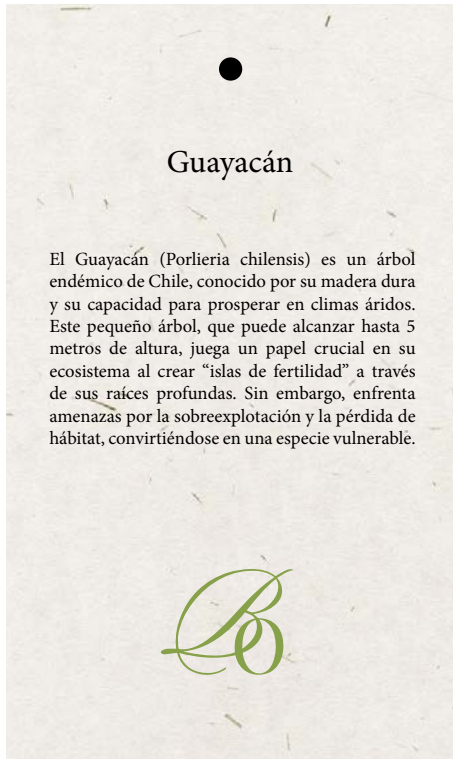 Guayacán
El Guayacán (Porlieria chilensis) es un árbol
endémico de Chile, conocido por su madera dura
y su capacidad para prosperar en climas áridos.
Este pequeño árbol, que puede alcanzar hasta 5
metros de altura, juega un papel crucial en su
ecosistema al crear “islas de fertilidad” a través
de sus raíces profundas. Sin embargo, enfrenta
amenazas por la sobreexplotación y la pérdida de
hábitat, convirtiéndose en una especie vulnerable.
BO